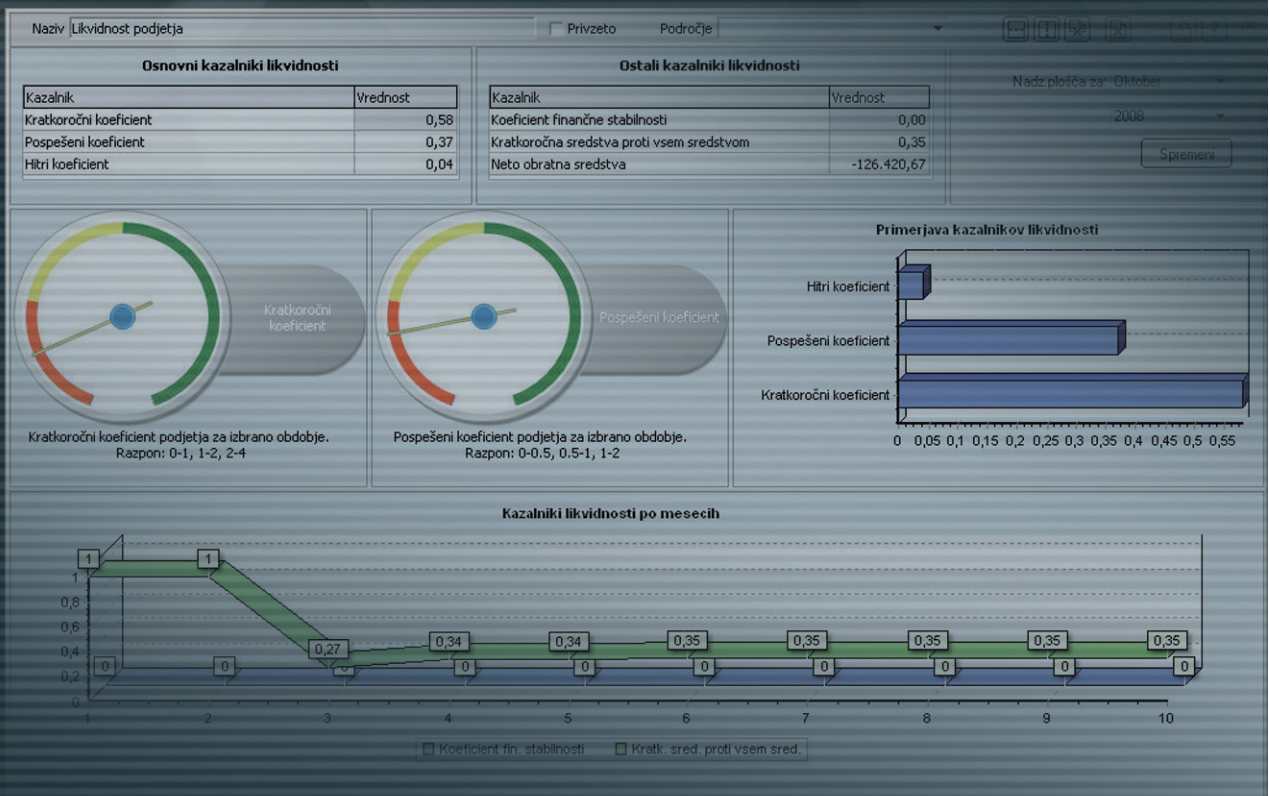 Naziv Likvidnost podjetja Privzeto Področje
Osnovni kazalniki likvidnosti
Kazalnik Vrednost
Kratkoročni koeficient 0,58
Pospešeni koeficient 0,37
Hitri koeficient 0,04
Ostali kazalniki likvidnosti
Kazalnik Vrednost
Koeficient finančne stabilnosti 0,00
Kratkoročna sredstva proti vsem sredstvom 0,35
Neto obratna sredstva -126.420,67
Nadz plošča za: Oktober
2008
Spremeni
Kratkoročni
koeficient
Kratkoročni koeficient podjetja za izbrano obdobje.
Razpon: 0-1, 1-2, 2-4
Pospešeni koeficient
Pospešeni koeficient podjetja za izbrano obdobje.
Razpon: 0-0.5, 0.5-1, 1-2
Primerjava kazalnikov likvidnosti
Hitri koeficient
Pospešeni koeficient
Kratkoročni koeficient
0 0,05 0,1 0,15 0,2 0,25 0,3 0,35 0,4 0,45 0,5 0,55
Kazalniki likvidnosti po mesecih
1 1 0,27 0,34 0,34 0,35 0,35 0,35 0,35 0,35
0 0 0 0 0 0 0 0 0 0
1
0,8
0,6
0,4
0,2
0
1 2 3 4 5 6 7 8 9 10
Koeficient fin. stabilnosti Kratk. sred. proti vsem sred.